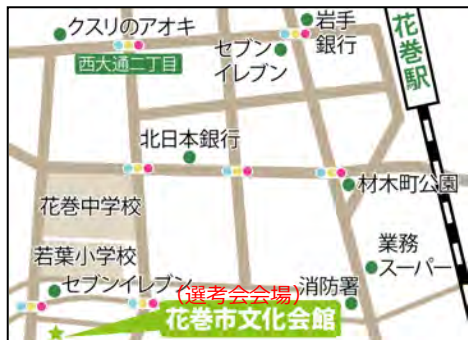 クスリのアオキ
岩手
銀行
花巻駅
セブン
イレブン
西大通二丁目
北日本銀行
材木町公園
花巻中学校
若葉小学校
業務
スーパー
セブンイレブン
(選考会会場)
消防署
花巻市文化会館